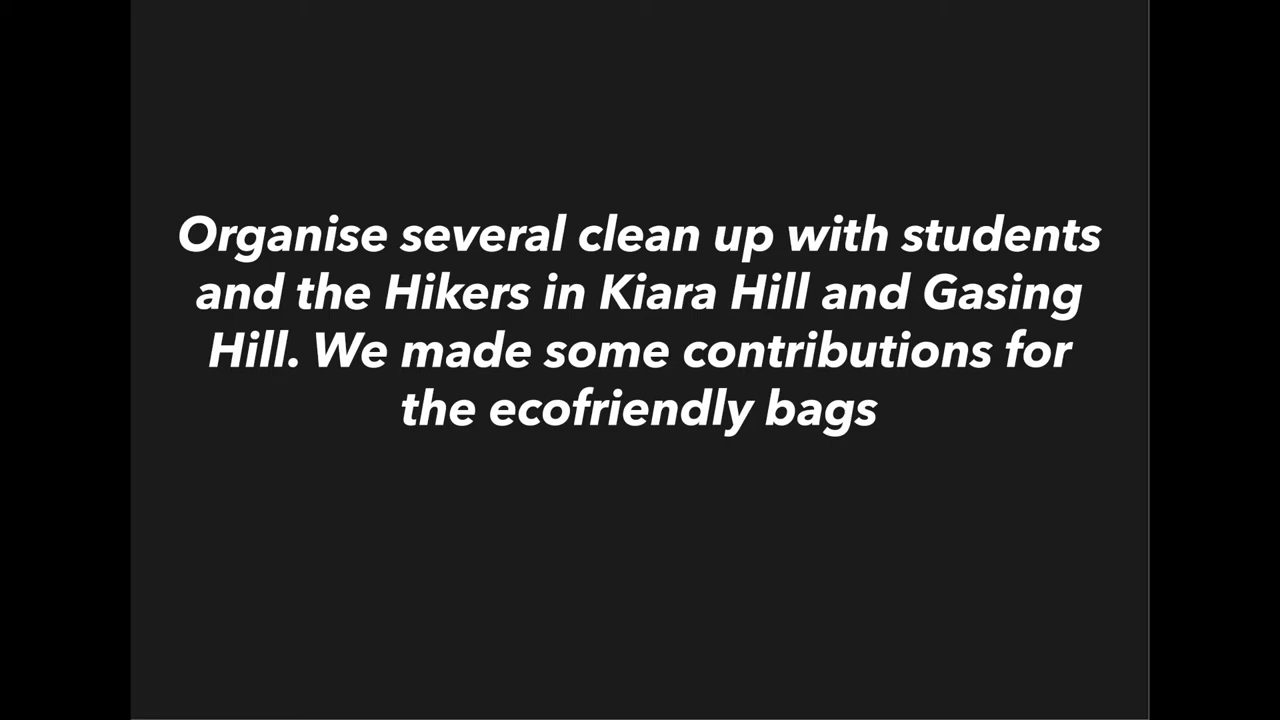 Organise several clean up with students
and the Hikers in Kiara Hill and Gasing
Hill. We made some contributions for
the ecofriendly bags